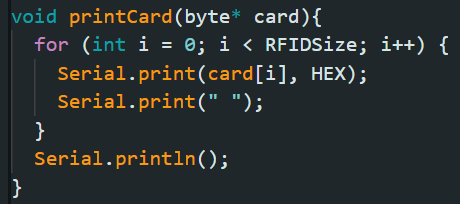 void printCard(byte* card){
  for (int i = 0; i < RFIDSize; i++) {
    Serial.print(card[i], HEX);
    Serial.print(" ");
  }
  Serial.println();
}